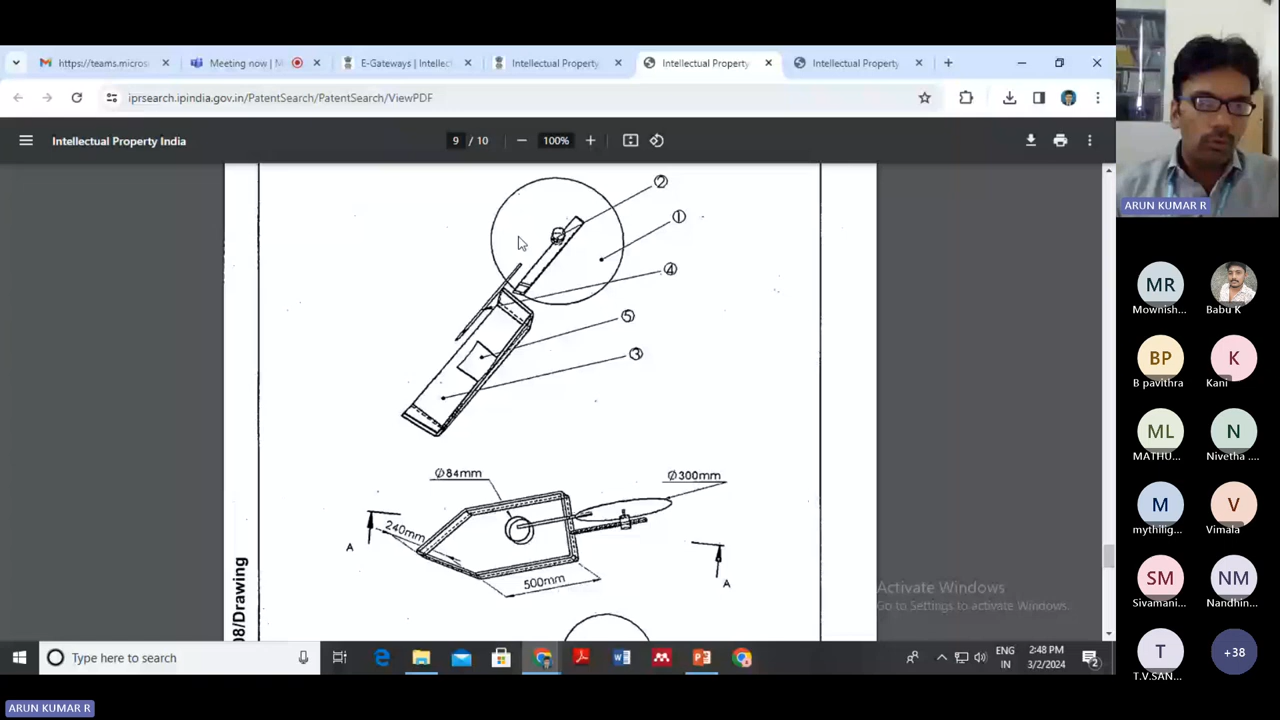 https://teams.micros
Meeting now | M
E-Gateways | Intellec
Intellectual Property
Intellectual Property
Intellectual Property
iprsearch.ipindia.gov.in/PatentSearch/PatentSearch/ViewPDF
Intellectual Property India
9 / 10
100%
ARUN KUMAR R
2
1
4
5
3
Ø84mm
Ø300mm
240mm
500mm
A
A
08/Drawing
Activate Windows
Go to Settings to activate Windows.
MR
Mownish...
Babu K
BP
B pavithra
K
Kani
ML
MATHU...
N
Nivetha ...
M
mythilig...
V
Vimala
SM
Sivamani...
NM
Nandhin...
T
T.V.SAN...
+38
Type here to search
ENG
IN
2:48 PM
3/2/2024
2
ARUN KUMAR R